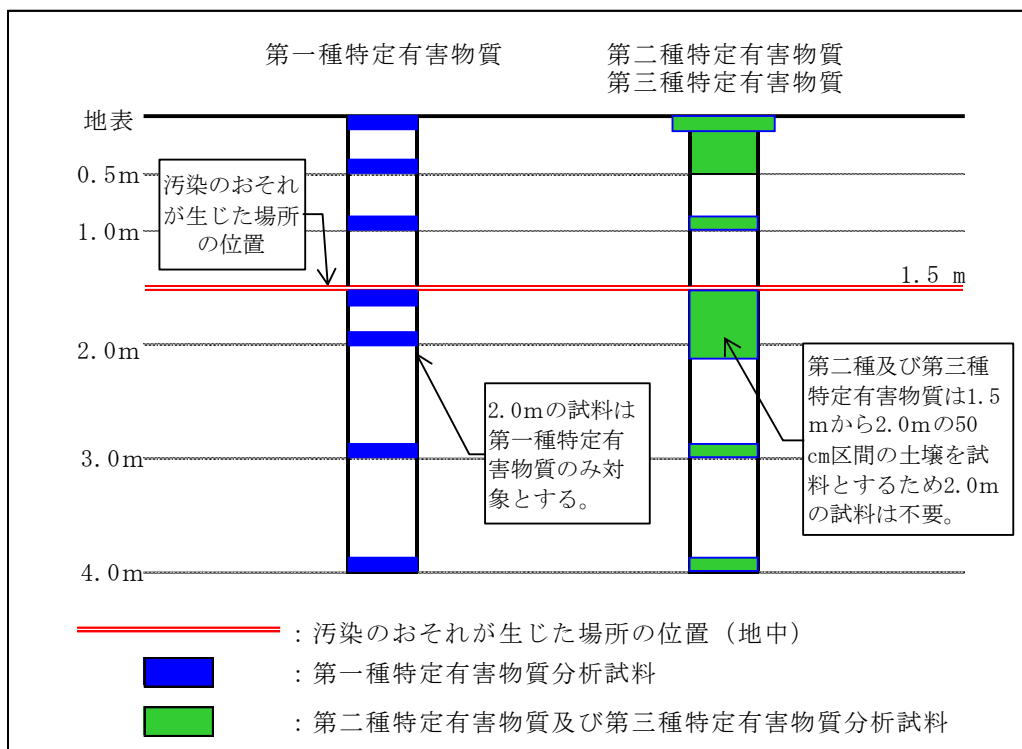 第一種特定有害物質
第二種特定有害物質
第三種特定有害物質
地表
0.5m
汚染のおそれ
が生じた場所
の位置
1.0m
1.5 m
2.0m
2.0mの試料は
第一種特定有
害物質のみ対
象とする。
第二種及び第三種
特定有害物質は1.5
mから2.0mの50
cm区間の土壌を試
料とするため2.0m
の試料は不要。
3.0m
4.0m
：汚染のおそれが生じた場所の位置（地中）
：第一種特定有害物質分析試料
：第二種特定有害物質及び第三種特定有害物質分析試料